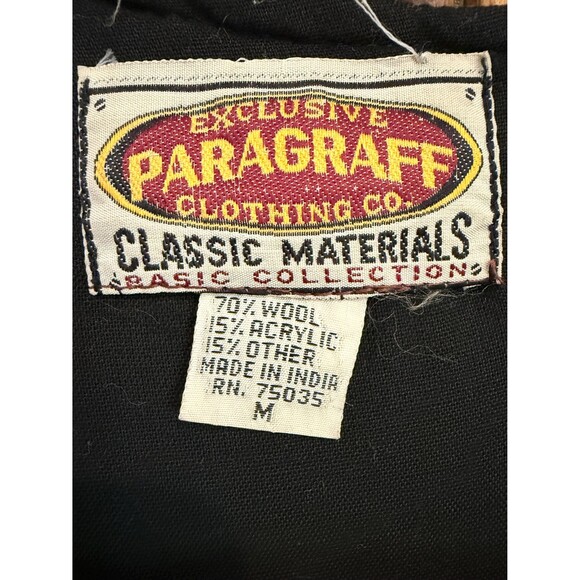 EXCLUSIVE
PARAGRAFF
CLOTHING CO.
CLASSIC MATERIALS
BASIC COLLECTION
70% WOOL
15% ACRYLIC
15% OTHER
MADE IN INDIA
RN. 75035
M